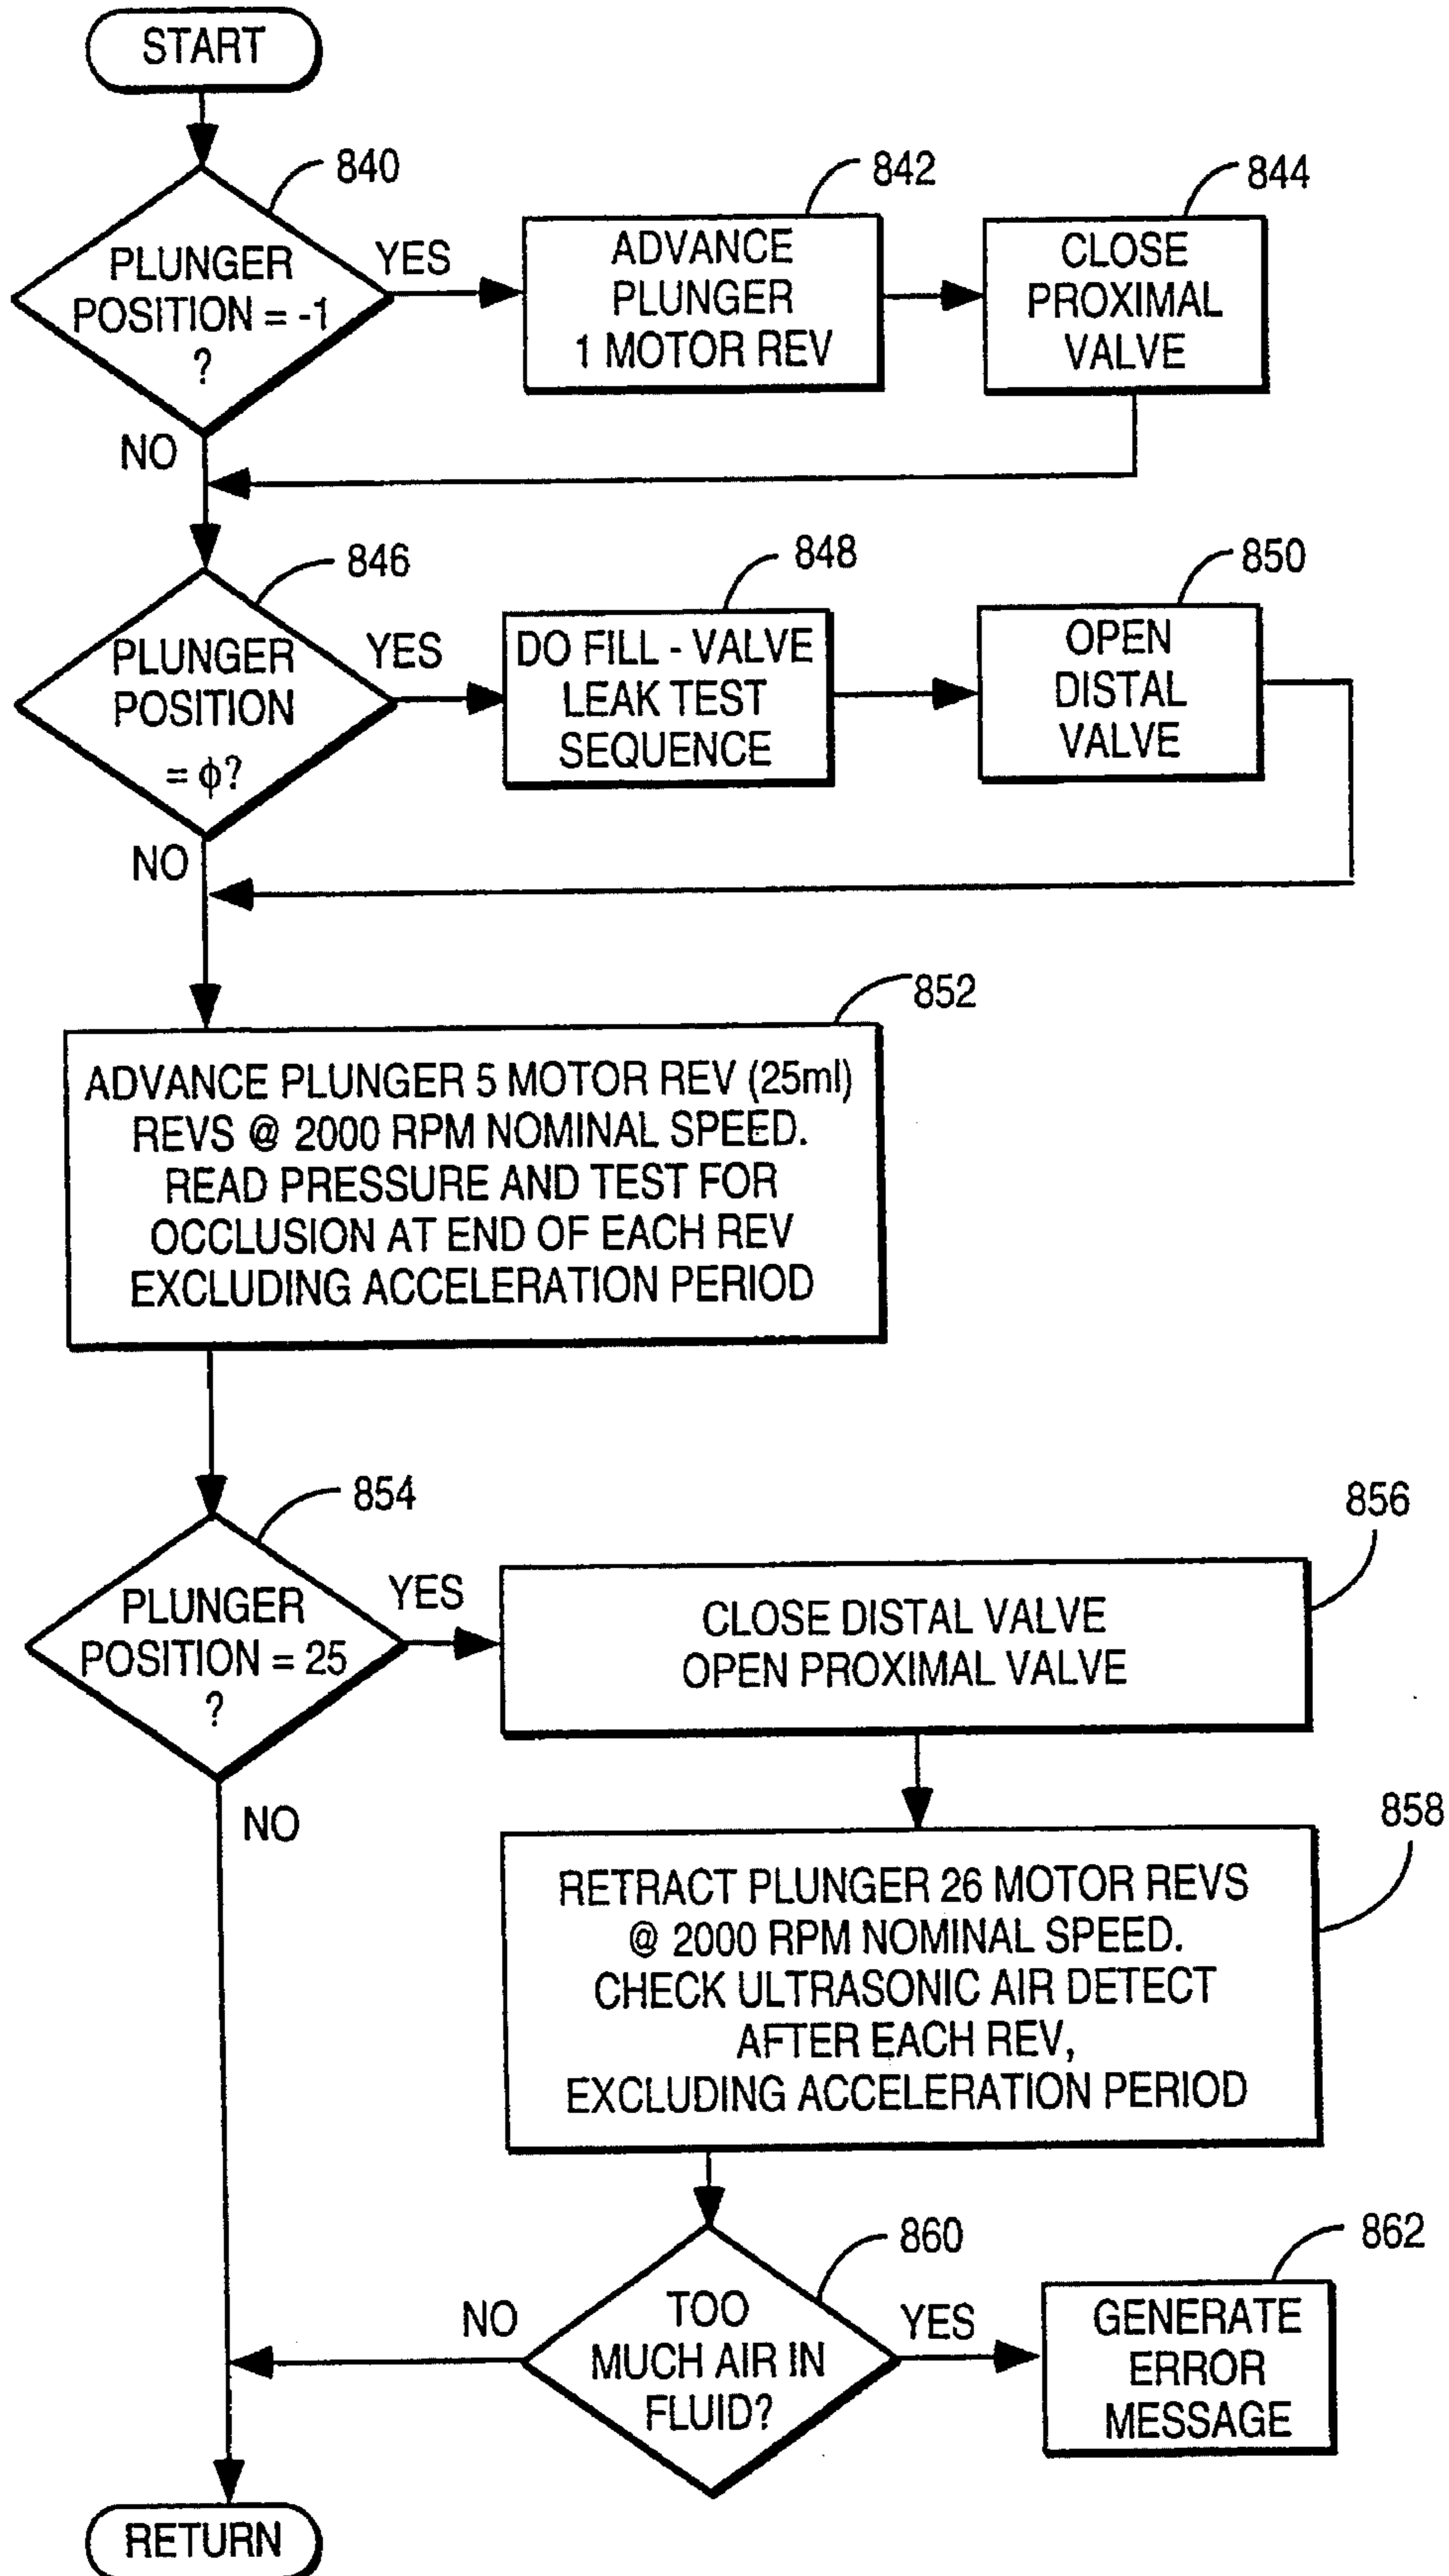 START
840
PLUNGER
POSITION = -1
?
YES
842
ADVANCE
PLUNGER
1 MOTOR REV
844
CLOSE
PROXIMAL
VALVE
NO
846
PLUNGER
POSITION
= ϕ?
YES
848
DO FILL - VALVE
LEAK TEST
SEQUENCE
850
OPEN
DISTAL
VALVE
NO
852
ADVANCE PLUNGER 5 MOTOR REV (25ml)
REVS @ 2000 RPM NOMINAL SPEED.
READ PRESSURE AND TEST FOR
OCCLUSION AT END OF EACH REV
EXCLUDING ACCELERATION PERIOD
854
PLUNGER
POSITION = 25
?
YES
856
CLOSE DISTAL VALVE
OPEN PROXIMAL VALVE
NO
858
RETRACT PLUNGER 26 MOTOR REVS
@ 2000 RPM NOMINAL SPEED.
CHECK ULTRASONIC AIR DETECT
AFTER EACH REV,
EXCLUDING ACCELERATION PERIOD
860
TOO
MUCH AIR IN
FLUID?
NO
YES
862
GENERATE
ERROR
MESSAGE
RETURN